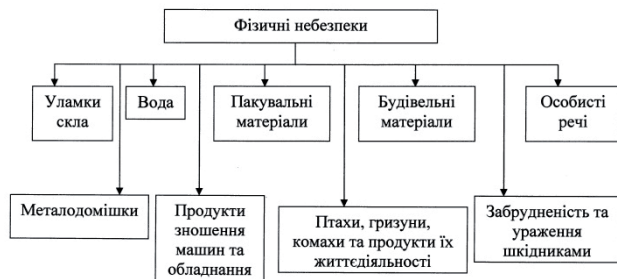 Фізичні небезпеки
Уламки
скла
Вода
Пакувальні
матеріали
Будівельні
матеріали
Особисті
речі
Металодомішки
Продукти
зношення
машин та
обладнання
Птахи, гризуни,
комахи та продукти їх
життєдіяльності
Забрудненість та
ураження
шкідниками